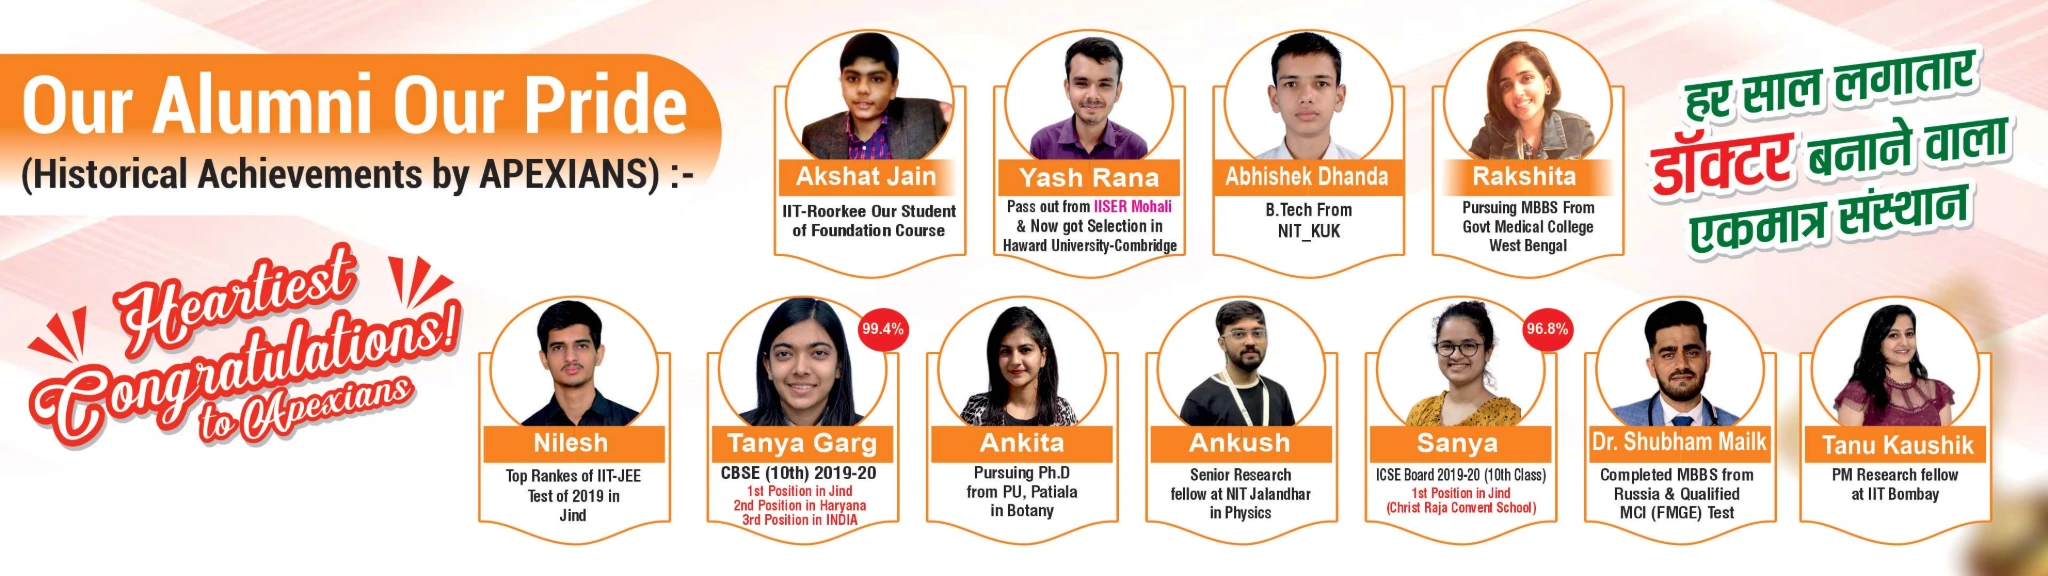 Our Alumni Our Pride
(Historical Achievements by APEXIANS) :-
Heartiest
Congratulations!
to Apexians
Akshat Jain
IIT-Roorkee Our Student
of Foundation Course
Yash Rana
Pass out from IISER Mohali
& Now got Selection in
Haward University-Combridge
Abhishek Dhanda
B.Tech From
NIT_KUK
Rakshita
Pursuing MBBS From
Govt Medical College
West Bengal
हर साल लगातार
डॉक्टर बनाने वाला
एकमात्र संस्थान
Nilesh
Top Rankes of IIT-JEE
Test of 2019 in
Jind
99.4%
Tanya Garg
CBSE (10th) 2019-20
1st Position in Jind
2nd Position in Haryana
3rd Position in INDIA
Ankita
Pursuing Ph.D
from PU, Patiala
in Botany
Ankush
Senior Research
fellow at NIT Jalandhar
in Physics
96.8%
Sanya
ICSE Board 2019-20 (10th Class)
1st Position in Jind
(Christ Raja Convent School)
Dr. Shubham Mailk
Completed MBBS from
Russia & Qualified
MCI (FMGE) Test
Tanu Kaushik
PM Research fellow
at IIT Bombay